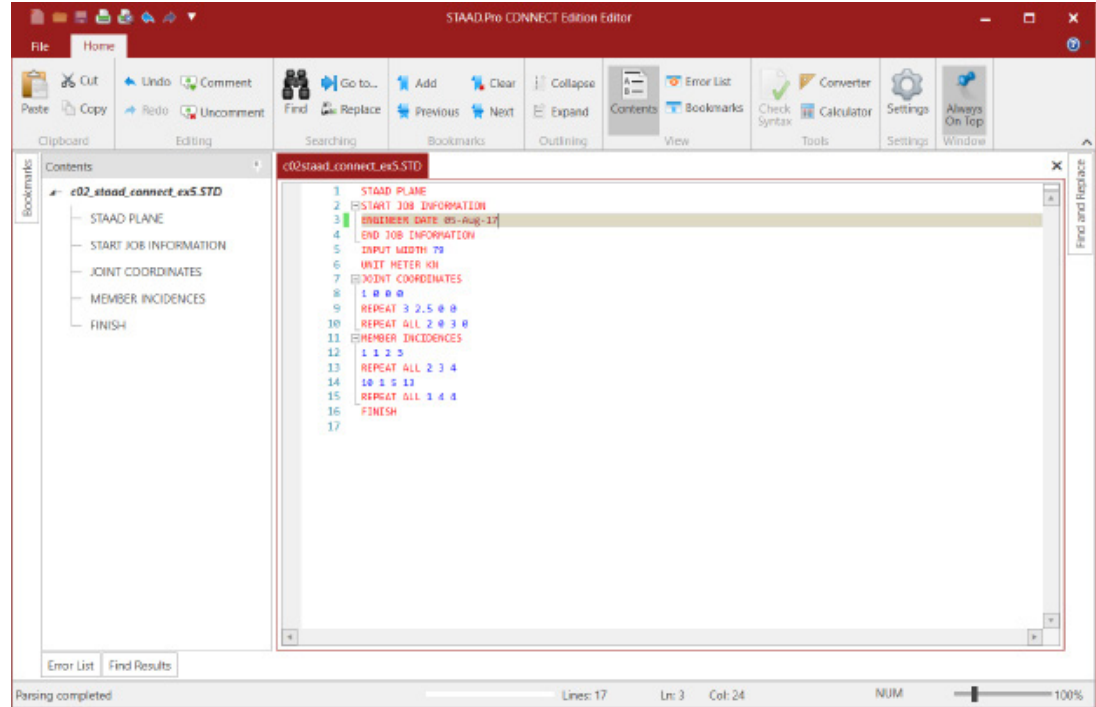 STAAD.Pro CONNECT Edition Editor
File Home
Paste Cut Copy Undo Redo Comment Uncomment Find Go to... Replace Add Previous Clear Next Collapse Expand Contents Error List Bookmarks Check Syntax Converter Calculator Settings Always On Top
Clipboard Editing Searching Bookmarks Outlining View Tools Settings Window
Bookmarks
Contents
c02_staad_connect_ex5.STD
STAAD PLANE
START JOB INFORMATION
JOINT COORDINATES
MEMBER INCIDENCES
FINISH
c02staad_connect_ex5.STD
1 STAAD PLANE
2 START JOB INFORMATION
3 ENGINEER DATE 05-Aug-17
4 END JOB INFORMATION
5 INPUT WIDTH 79
6 UNIT METER KN
7 JOINT COORDINATES
8 1 0 0 0
9 REPEAT 3 2.5 0 0
10 REPEAT ALL 2 0 3 0
11 MEMBER INCIDENCES
12 1 1 2 3
13 REPEAT ALL 2 3 4
14 10 1 5 13
15 REPEAT ALL 1 4 4
16 FINISH
17
Find and Replace
Error List Find Results
Parsing completed Lines: 17 Ln: 3 Col: 24 NUM 100%